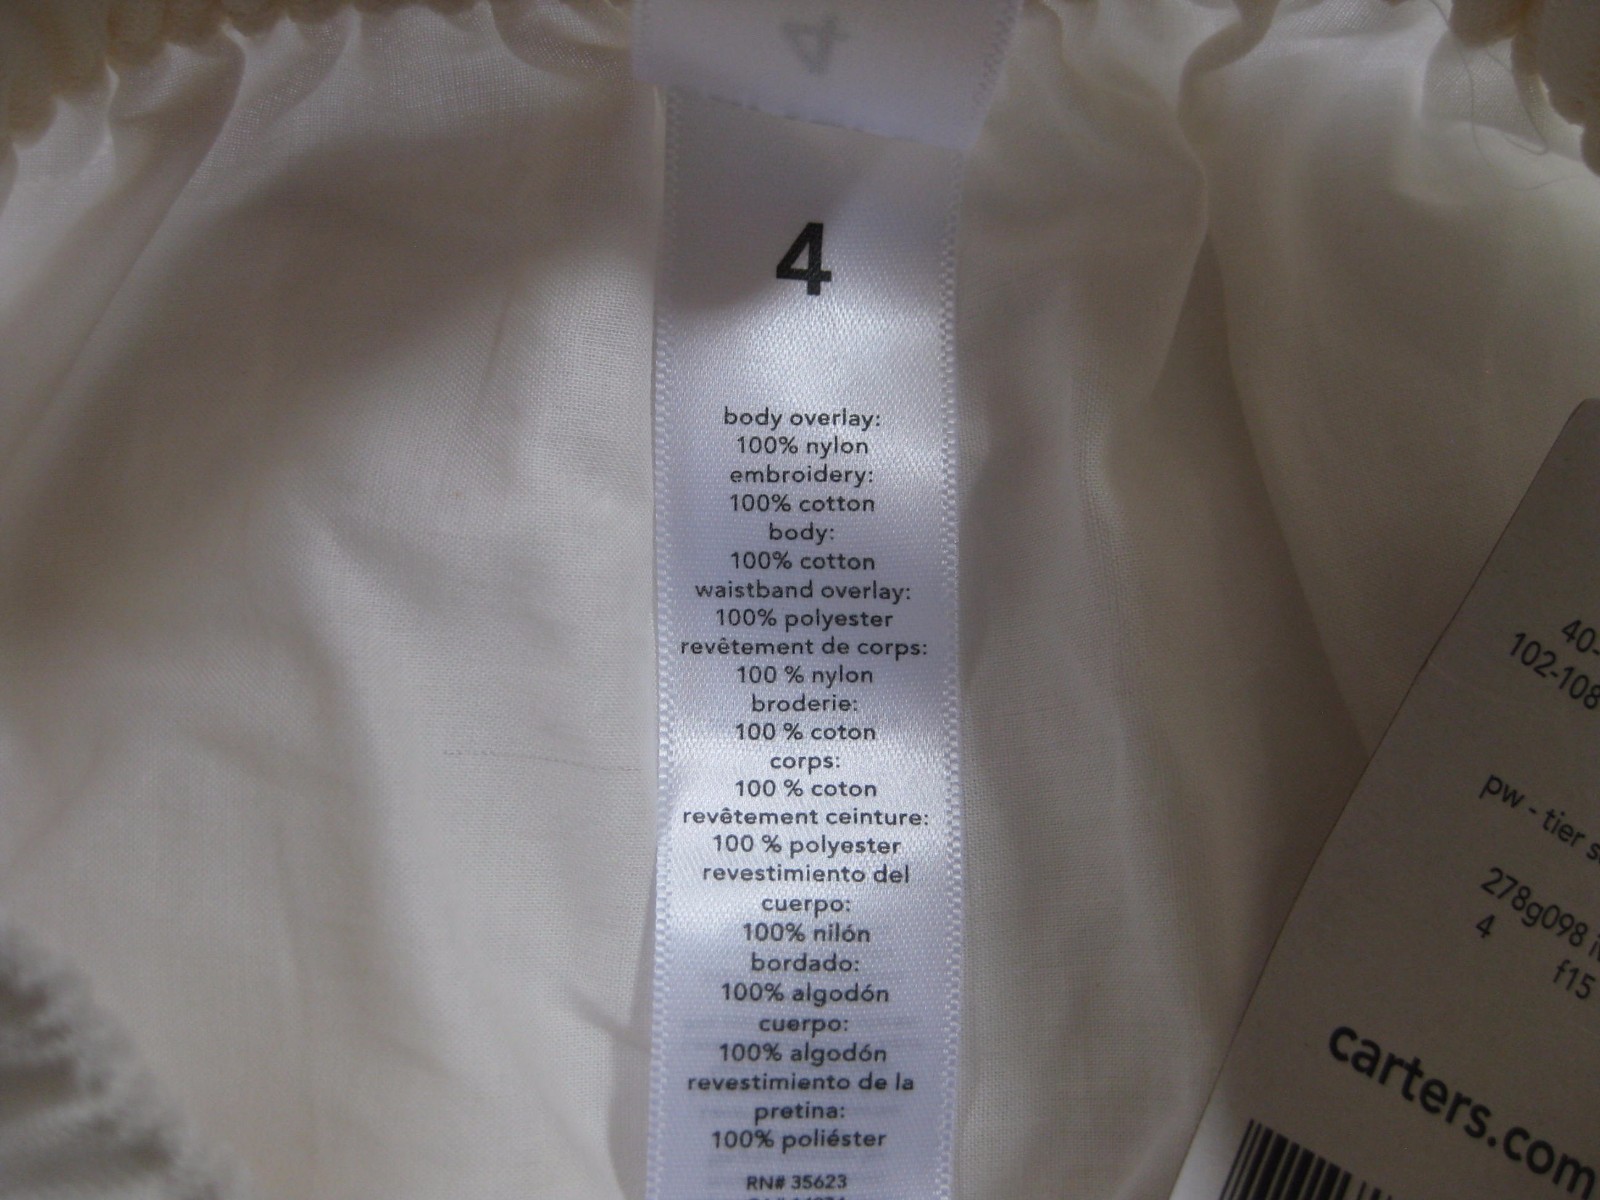 4
4
body overlay:
100% nylon
embroidery:
100% cotton
body:
100% cotton
waistband overlay:
100% polyester
revêtement de corps:
100 % nylon
broderie:
100 % coton
corps:
100 % coton
revêtement ceinture:
100 % polyester
revestimiento del
cuerpo:
100% nilón
bordado:
100% algodón
cuerpo:
100% algodón
revestimiento de la
pretina:
100% poliéster
RN# 35623
40-
102-108
pw - tier
278g098
4
f15
carters.com